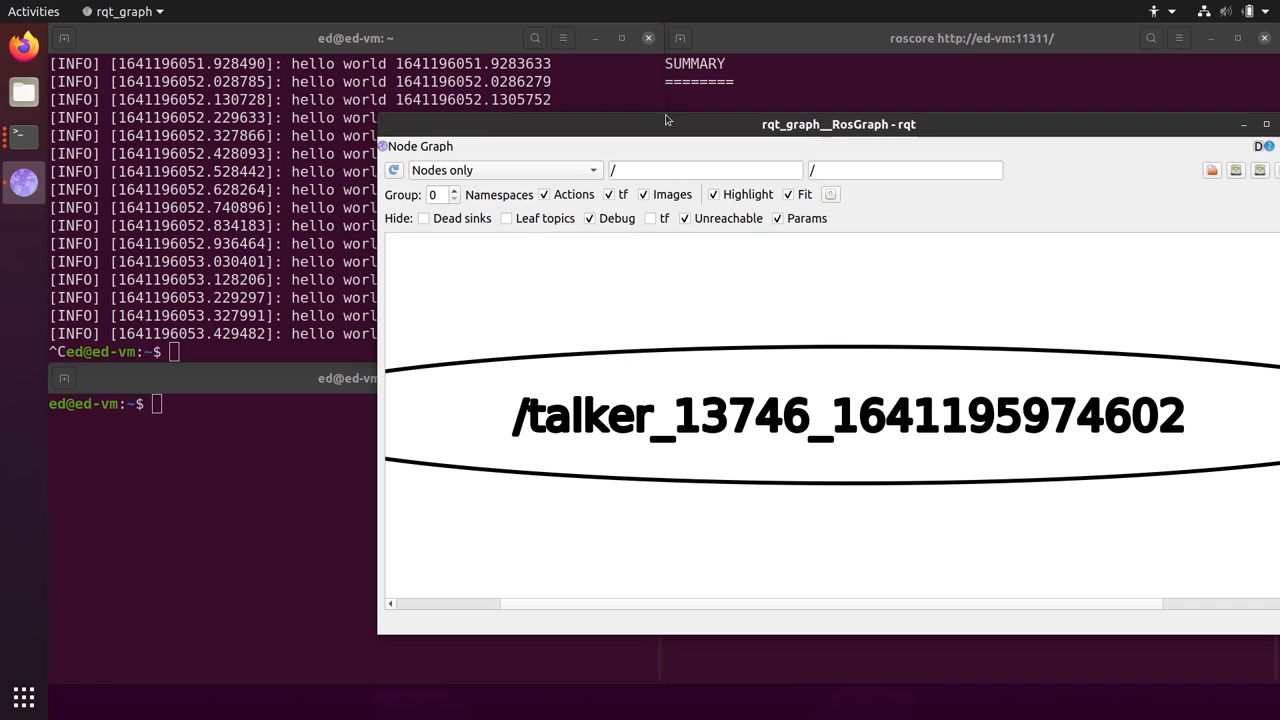 Activities
rqt_graph
ed@ed-vm: ~
roscore http://ed-vm:11311/
[INFO] [1641196051.928490]: hello world 1641196051.9283633
[INFO] [1641196052.028785]: hello world 1641196052.0286279
[INFO] [1641196052.130728]: hello world 1641196052.1305752
[INFO] [1641196052.229633]: hello worl
[INFO] [1641196052.327866]: hello worl
[INFO] [1641196052.428093]: hello worl
[INFO] [1641196052.528442]: hello worl
[INFO] [1641196052.628264]: hello worl
[INFO] [1641196052.740896]: hello worl
[INFO] [1641196052.834183]: hello worl
[INFO] [1641196052.936464]: hello worl
[INFO] [1641196053.030401]: hello worl
[INFO] [1641196053.128206]: hello worl
[INFO] [1641196053.229297]: hello worl
[INFO] [1641196053.327991]: hello worl
[INFO] [1641196053.429482]: hello worl
^Ced@ed-vm:~$
ed@ed-vm
ed@ed-vm:~$
SUMMARY
========
rqt_graph__RosGraph - rqt
Node Graph
D
Nodes only / /
Group: 0 Namespaces Actions tf Images Highlight Fit
Hide: Dead sinks Leaf topics Debug tf Unreachable Params
/talker_13746_1641195974602